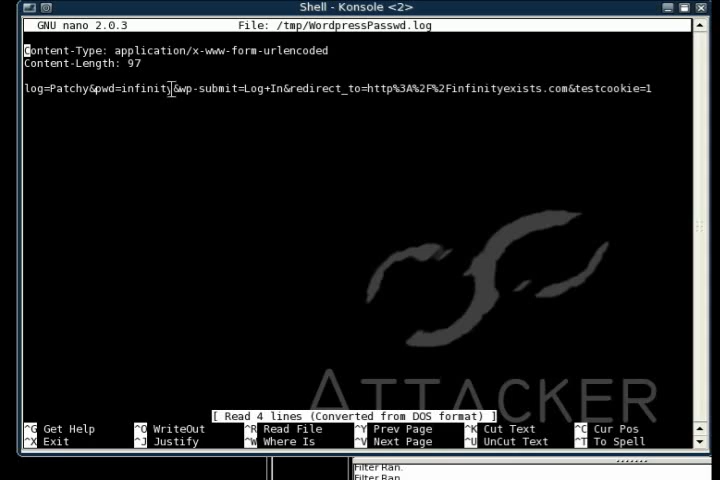 Shell - Konsole <2>
GNU nano 2.0.3 File: /tmp/WordpressPasswd.log
Content-Type: application/x-www-form-urlencoded
Content-Length: 97
log=Patchy&pwd=infinity&wp-submit=Log+In&redirect_to=http%3A%2F%2Finfinityexists.com&testcookie=1
ATTACKER
[ Read 4 lines (Converted from DOS format) ]
^G Get Help ^O WriteOut ^R Read File ^Y Prev Page ^K Cut Text ^C Cur Pos
^X Exit ^J Justify ^W Where Is ^V Next Page ^U UnCut Text ^T To Spell
Filter Ran.
Filter Ran.